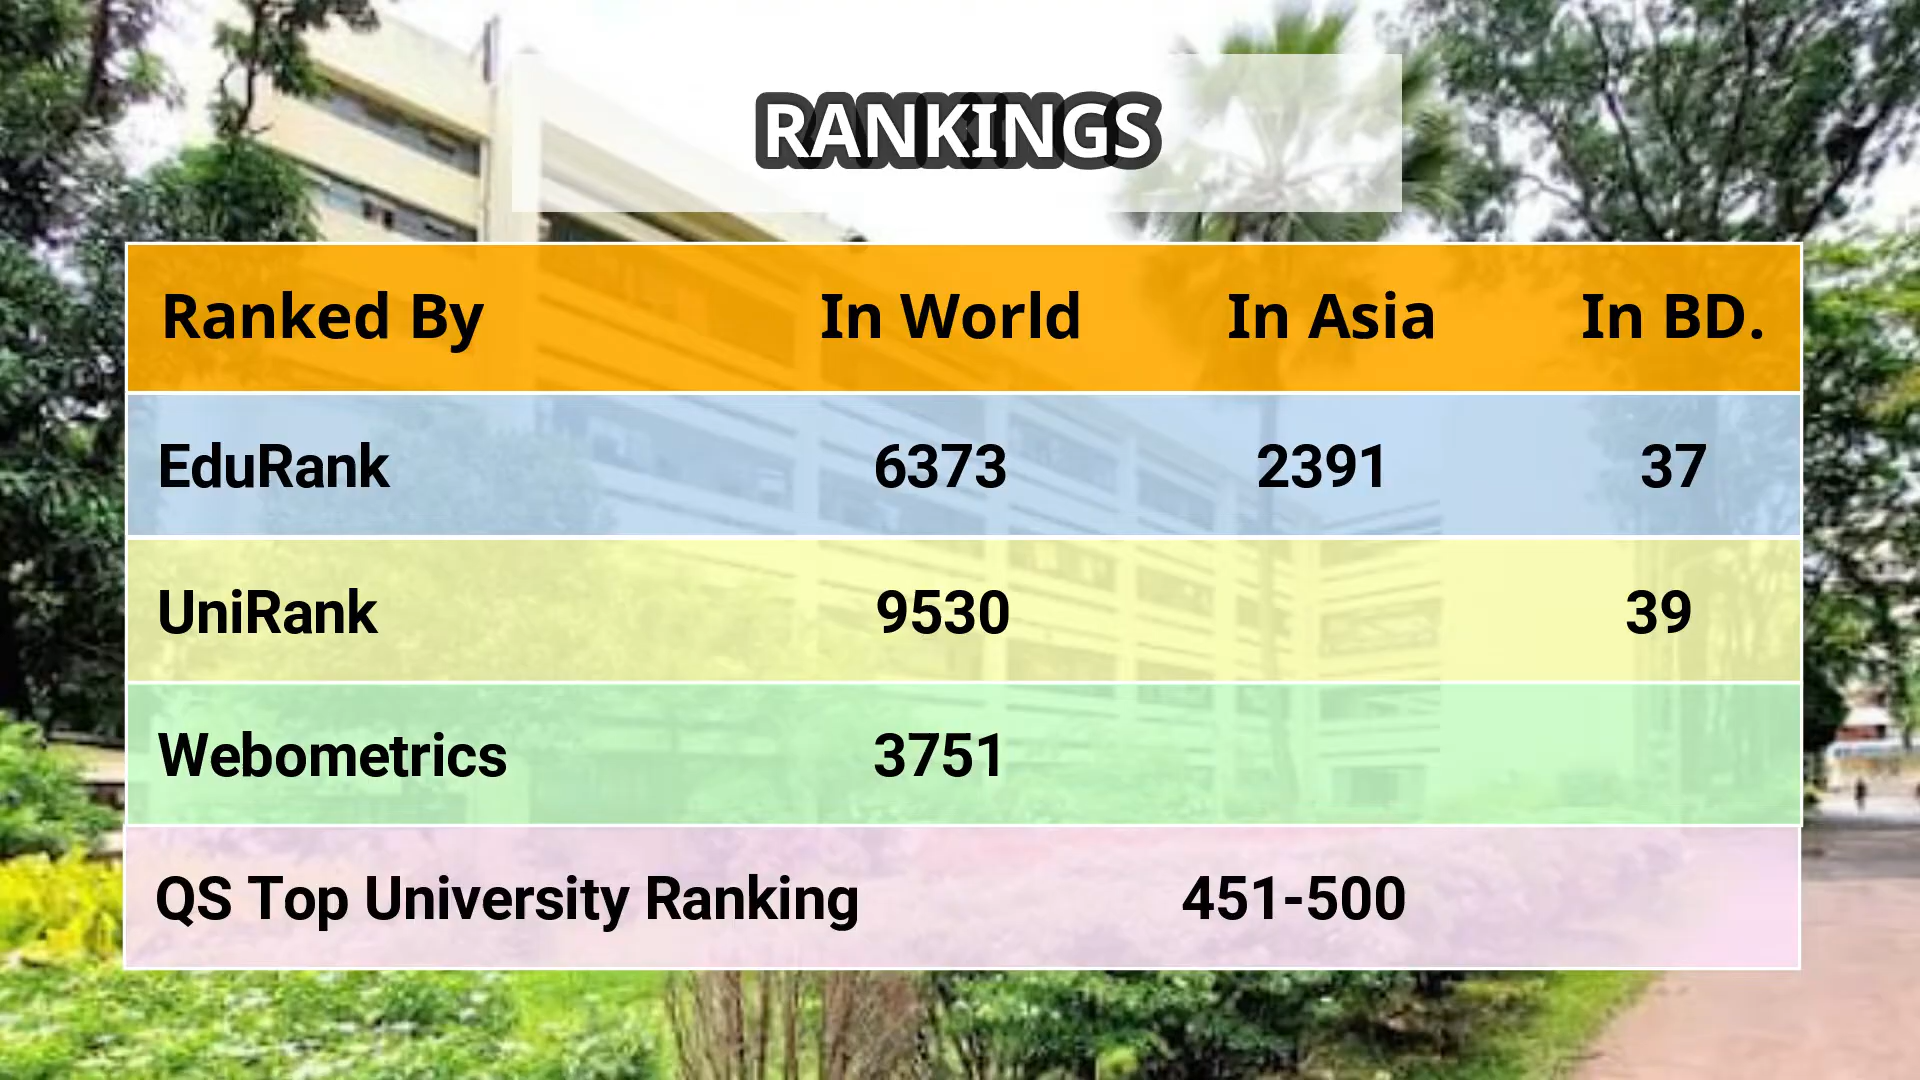 RANKINGS
Ranked By In World In Asia In BD.
EduRank 6373 2391 37
UniRank 9530 39
Webometrics 3751
QS Top University Ranking 451-500